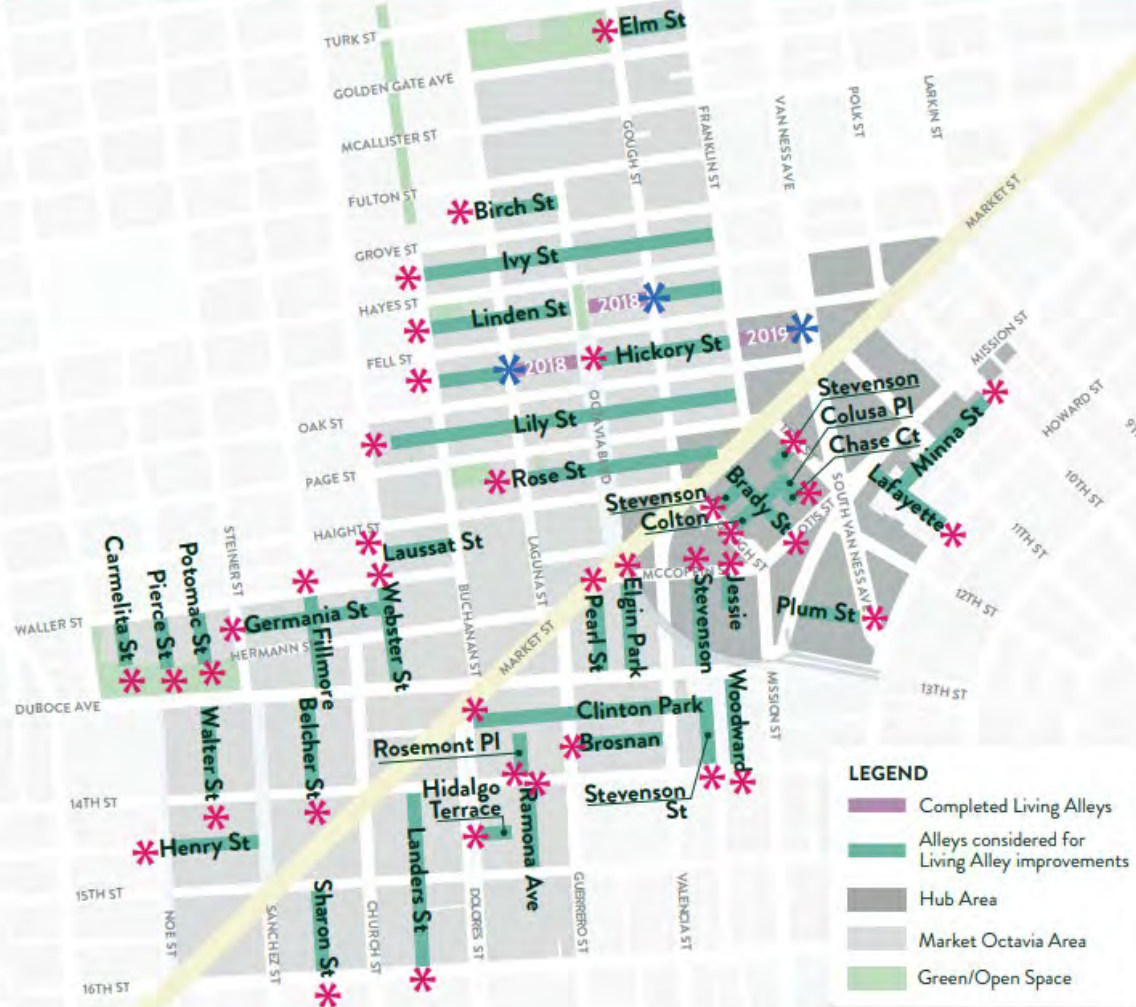 TURK ST
Elm St
GOLDEN GATE AVE
MCALLISTER ST
GOUGH ST
FRANKLIN ST
VAN NESS AVE
POLK ST
LARKIN ST
FULTON ST
Birch St
MARKET ST
GROVE ST
Ivy St
HAYES ST
Linden St
2018
FELL ST
2018
Hickory St
2019
MISSION ST
OCTAVIA BLVD
Stevenson
Colusa Pl
Chase Ct
Minna St
HOWARD ST
OAK ST
Lily St
PAGE ST
Rose St
Brady St
Lafayette
10TH ST
Stevenson
Colton
OTIS ST
SOUTH VAN NESS AVE
11TH ST
HAIGHT ST
Laussat St
LAGUNA ST
GOUGH ST
MCCOPPIN ST
STEINER ST
Carmelita St
Pierce St
Potomac St
WALLER ST
Germania St
HERMANN ST
Fillmore
Webster St
BUCHANAN ST
MARKET ST
Pearl St
Elgin Park
Stevenson
Jessie
Plum St
12TH ST
13TH ST
DUBOCE AVE
Walter St
Belcher St
Clinton Park
Woodward
MISSION ST
Rosemont Pl
Brosnan
Hidalgo
Terrace
Stevenson
St
14TH ST
Henry St
Landers St
Ramona Ave
15TH ST
Sharon St
NOE ST
SANCHEZ ST
CHURCH ST
DOLORES ST
GUERRERO ST
VALENCIA ST
16TH ST
LEGEND
Completed Living Alleys
Alleys considered for
Living Alley improvements
Hub Area
Market Octavia Area
Green/Open Space